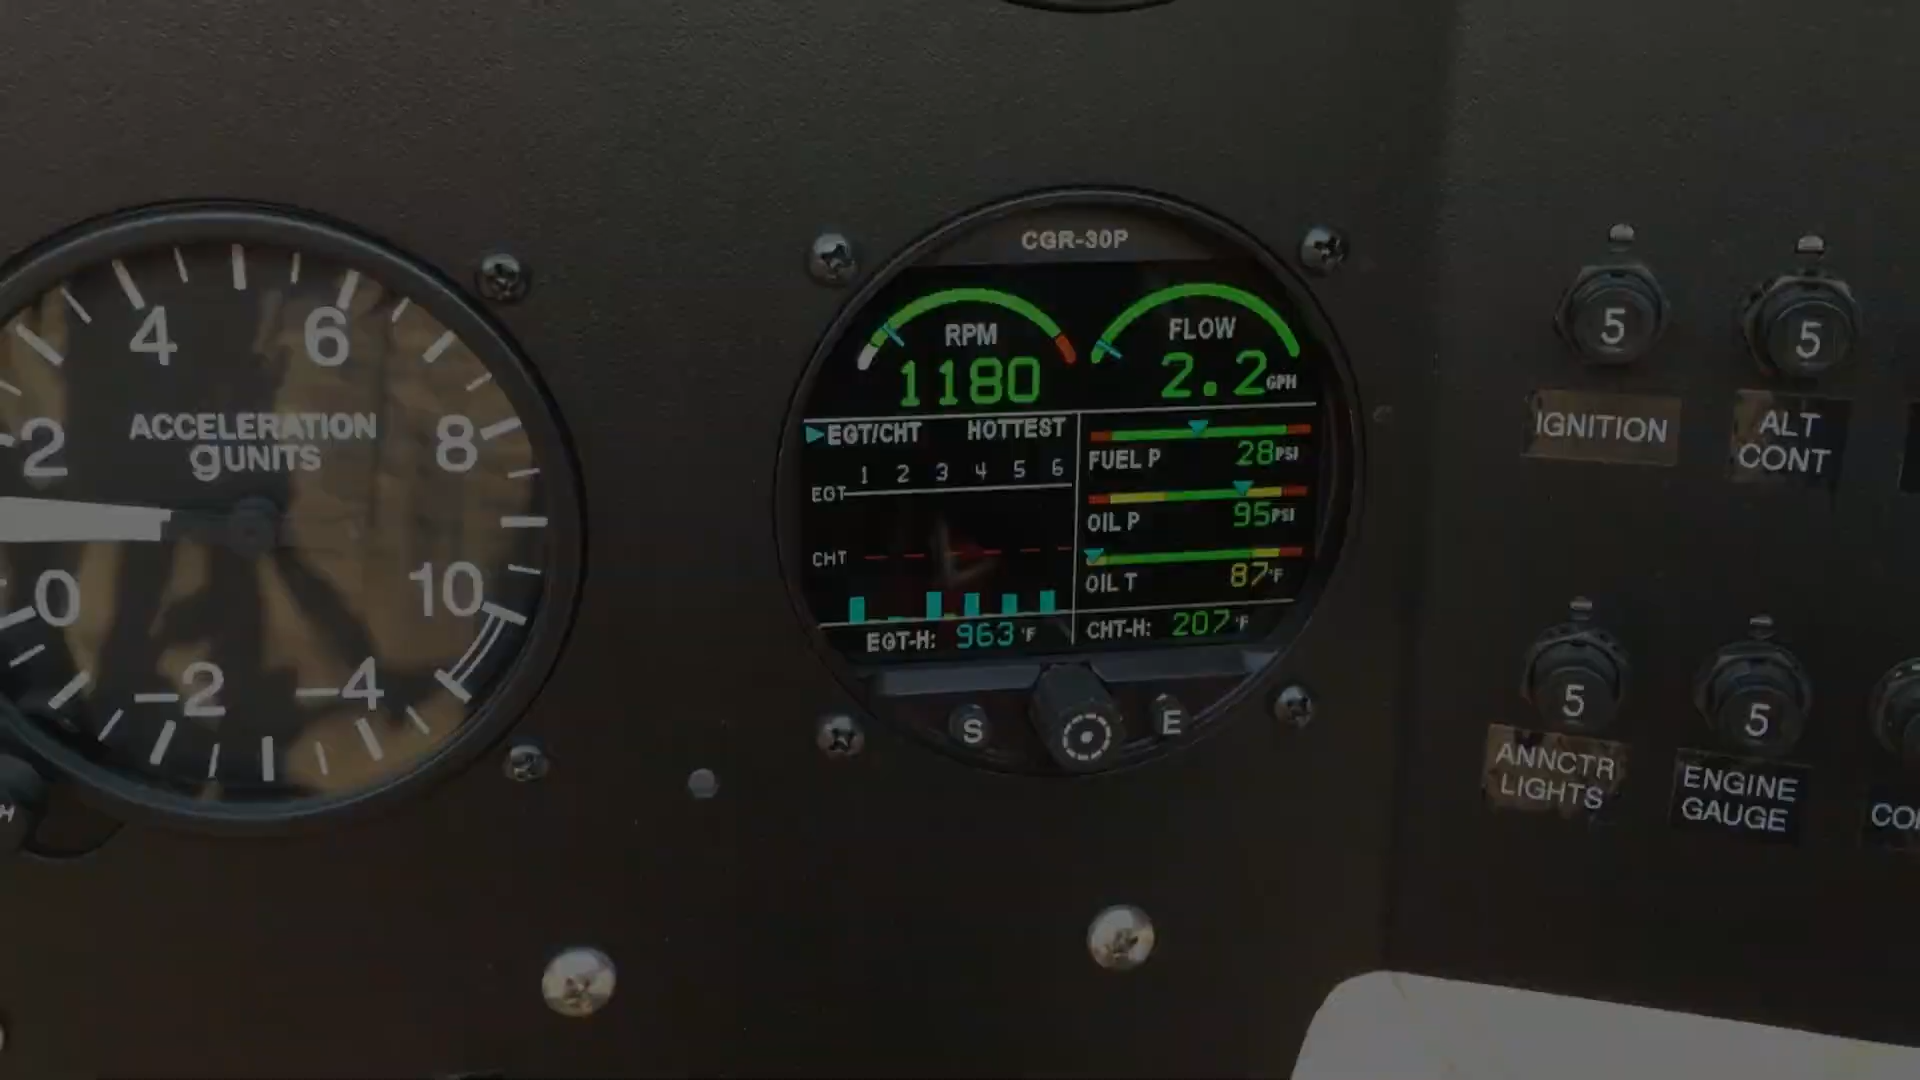 4 6
2 8
ACCELERATION
gUNITS
0 10
-2 -4
CGR-30P
RPM
1180
FLOW
2.2 GPH
EGT/CHT HOTTEST
1 2 3 4 5 6
EGT
CHT
EGT-H: 963 °F
FUEL P 28 PSI
OIL P 95 PSI
OIL T 87 °F
CHT-H: 207 °F
S E
5
IGNITION
5
ALT
CONT
5
ANNCTR
LIGHTS
5
ENGINE
GAUGE